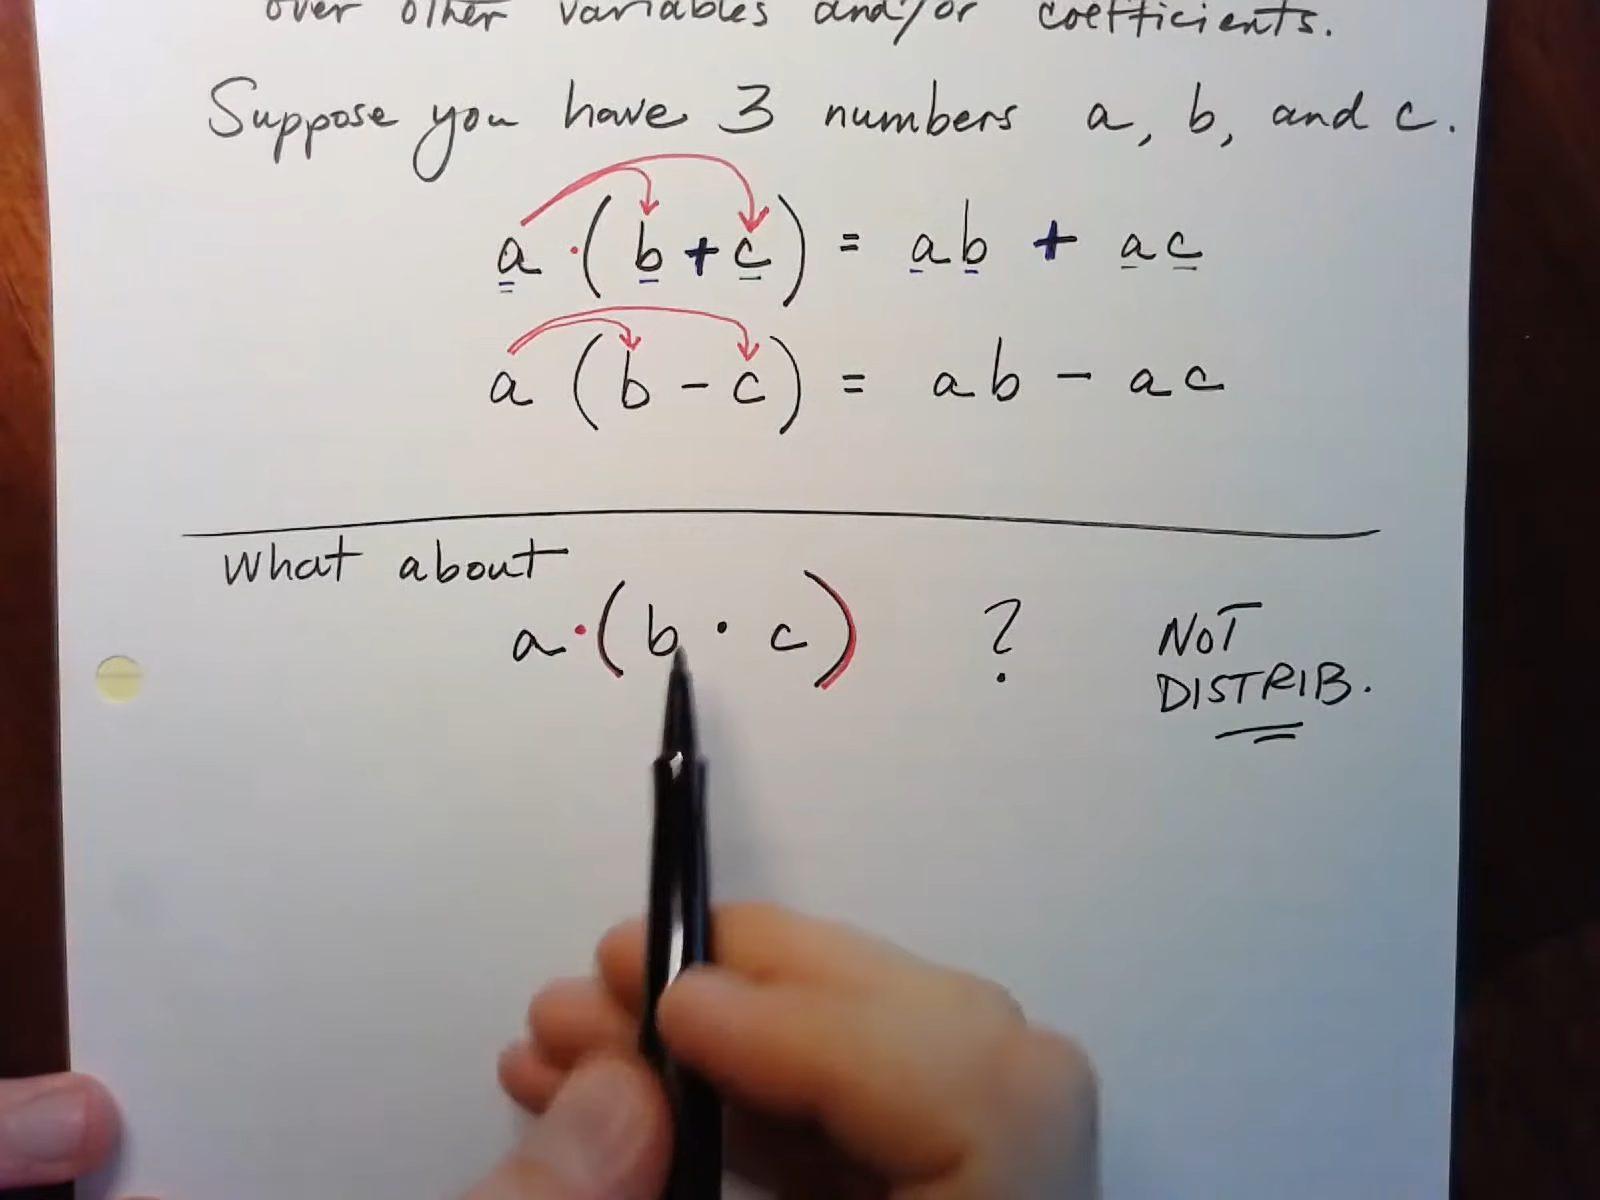 over other variables and/or coefficients.
Suppose you have 3 numbers a, b, and c.
a · (b + c) = ab + ac
a (b - c) = ab - ac
What about
a · (b · c) ? NOT
DISTRIB.